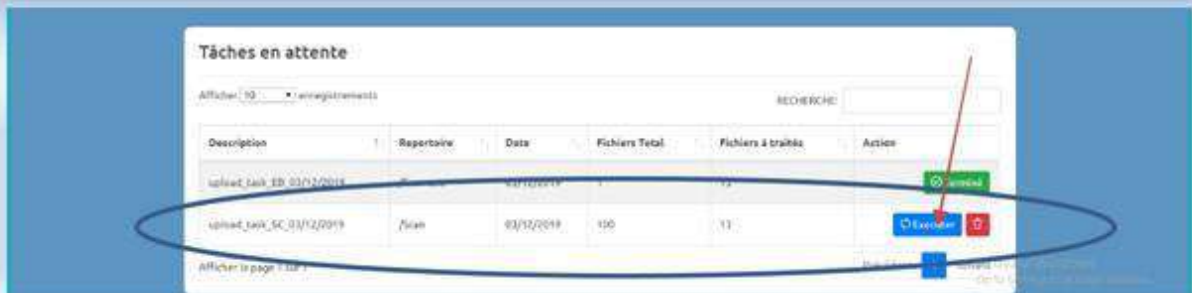 Tâches en attente
Afficher 10 enregistrements
RECHERCHE:
Description Repertoire Date Fichiers Total Fichiers à traités Action
upload_task_EB_03/12/2019 03/12/2019 1 Terminé
upload_task_SC_03/12/2019 /Scan 03/12/2019 100 13 Executer
Afficher la page 1 sur 1